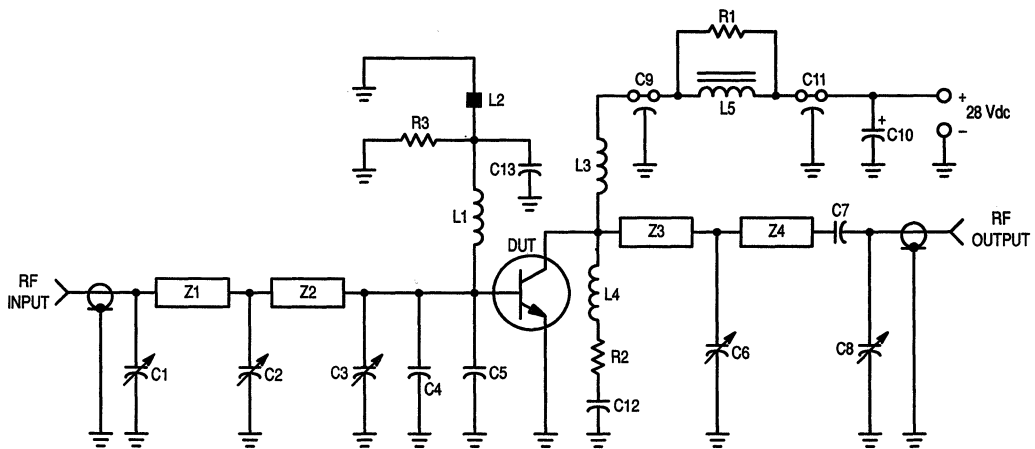 R1
C9
C11
L5
+
28 Vdc
–
+
C10
L2
R3
C13
L3
L1
C7
Z3
Z4
RF
OUTPUT
DUT
RF
INPUT
Z1
Z2
L4
R2
C1
C2
C3
C4
C5
C6
C8
C12